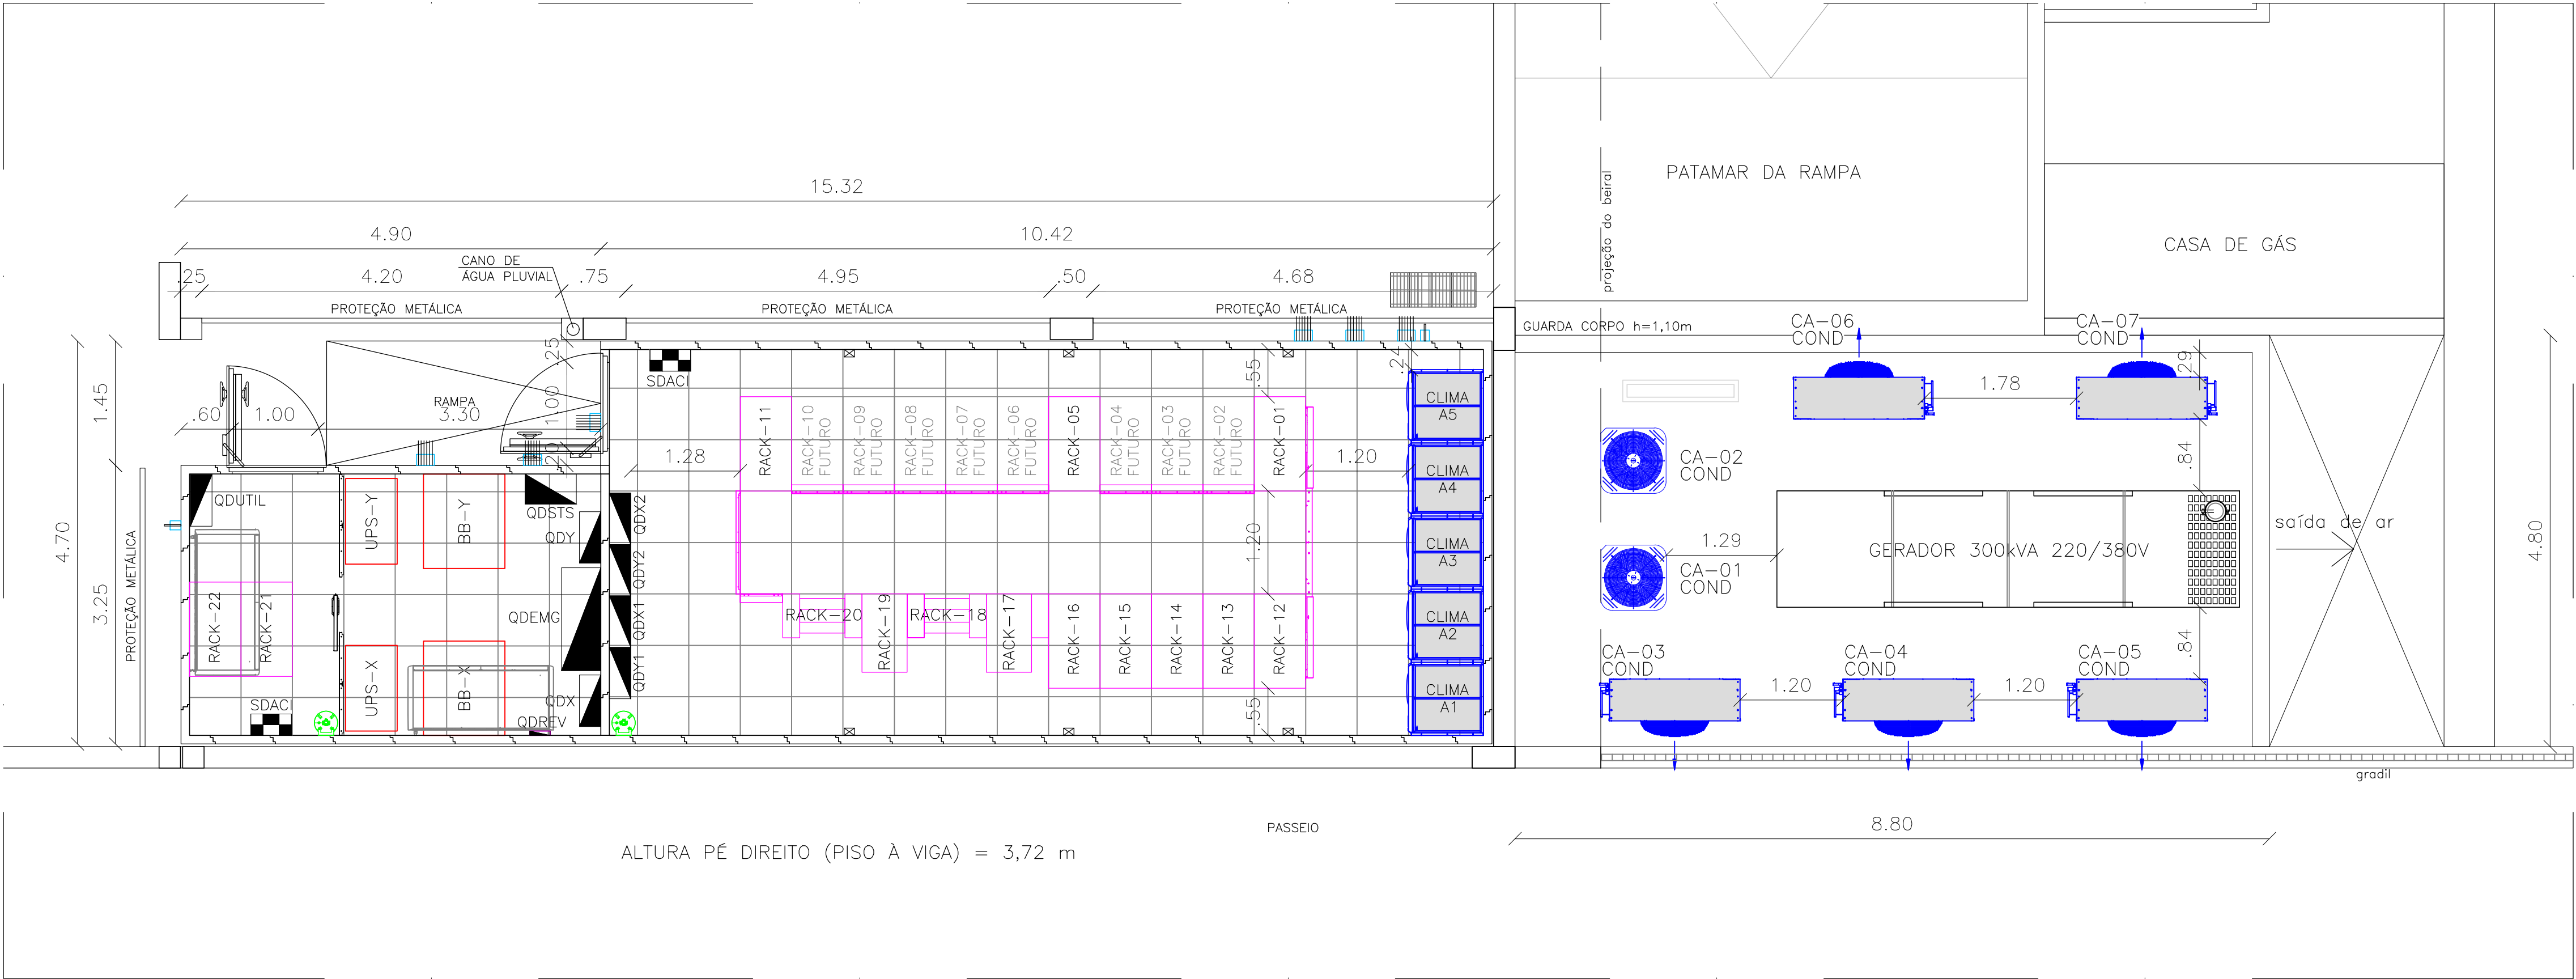 15.32
4.90
10.42
CANO DE
ÁGUA PLUVIAL
.25
4.20
.75
4.95
.50
4.68
PROTEÇÃO METÁLICA
PROTEÇÃO METÁLICA
PROTEÇÃO METÁLICA
projeção do beiral
PATAMAR DA RAMPA
CASA DE GÁS
GUARDA CORPO h=1,10m
4.70
1.45
3.25
PROTEÇÃO METÁLICA
.60
1.00
RAMPA
3.30
.25
1.00
.20
SDACI
QDUTIL
UPS-Y
BB-Y
QDSTS
QDY
QDEMG
QDX
QDREV
RACK-22
RACK-21
UPS-X
BB-X
SDACI
QDX2
QDY2
QDX1
QDY1
1.28
RACK-11
RACK-10
FUTURO
RACK-09
FUTURO
RACK-08
FUTURO
RACK-07
FUTURO
RACK-06
FUTURO
RACK-05
RACK-04
FUTURO
RACK-03
FUTURO
RACK-02
FUTURO
RACK-01
.55
1.20
.24
1.20
.55
RACK-20
RACK-19
RACK-18
RACK-17
RACK-16
RACK-15
RACK-14
RACK-13
RACK-12
CLIMA
A5
CLIMA
A4
CLIMA
A3
CLIMA
A2
CLIMA
A1
CA-06
COND
CA-07
COND
.29
1.78
.84
CA-02
COND
1.29
CA-01
COND
GERADOR 300kVA 220/380V
saída de ar
4.80
.84
CA-03
COND
CA-04
COND
CA-05
COND
1.20
1.20
gradil
PASSEIO
8.80
ALTURA PÉ DIREITO (PISO À VIGA) = 3,72 m